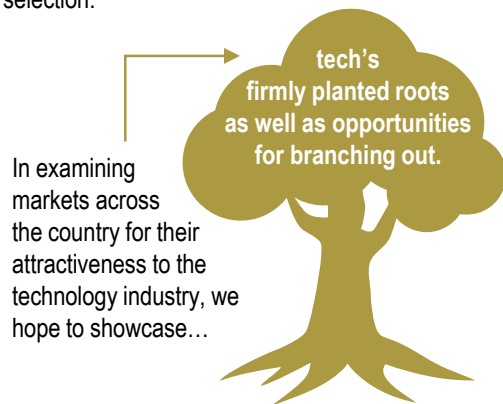 selection.
In examining
markets across
the country for their
attractiveness to the
technology industry, we
hope to showcase…
tech's
firmly planted roots
as well as opportunities
for branching out.